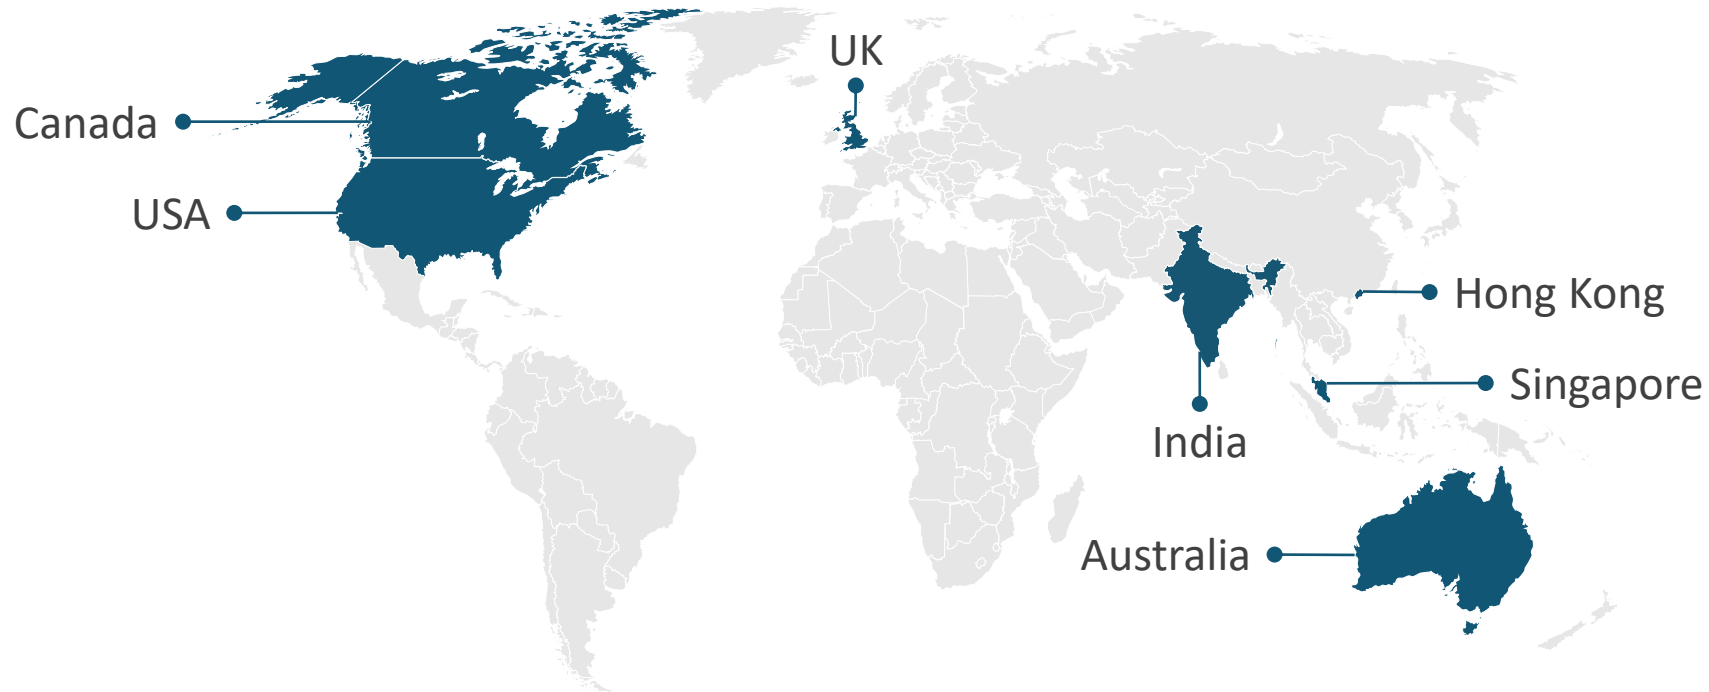 UK
Canada
USA
Hong Kong
Singapore
India
Australia